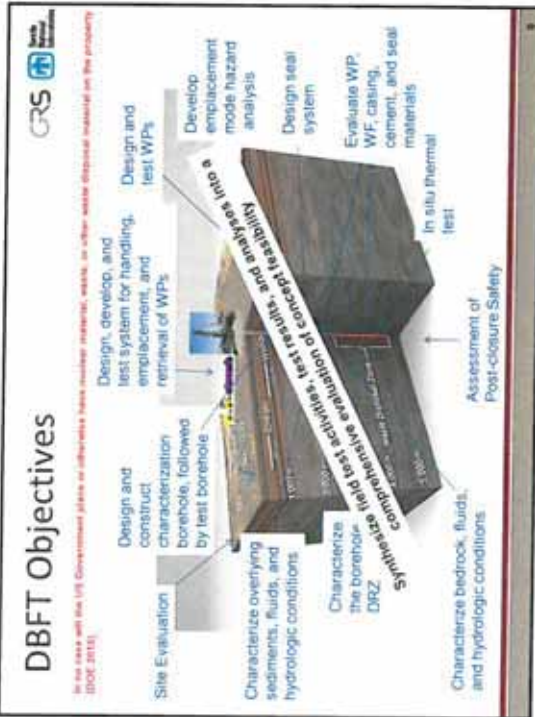 DBFT Objectives
GRS
Sandia
National
Laboratories
In no case will the US Government place or otherwise have nuclear material, waste, or other waste disposal material on the property
(DOE 2015).
Site Evaluation
Design and
construct
characterization
borehole, followed
by test borehole
Design, develop, and
test system for handling,
emplacement, and
retrieval of WPs
Design and
test WPs
Develop
emplacement
mode hazard
analysis
Design seal
system
Evaluate WP,
WF, casing,
cement, and seal
materials
In situ thermal
test
Characterize overlying
sediments, fluids, and
hydrologic conditions
Characterize
the borehole
DRZ
Characterize bedrock, fluids,
and hydrologic conditions
Assessment of
Post-closure Safety
Synthesize field test activities, test results, and analyses into a
comprehensive evaluation of concept feasibility